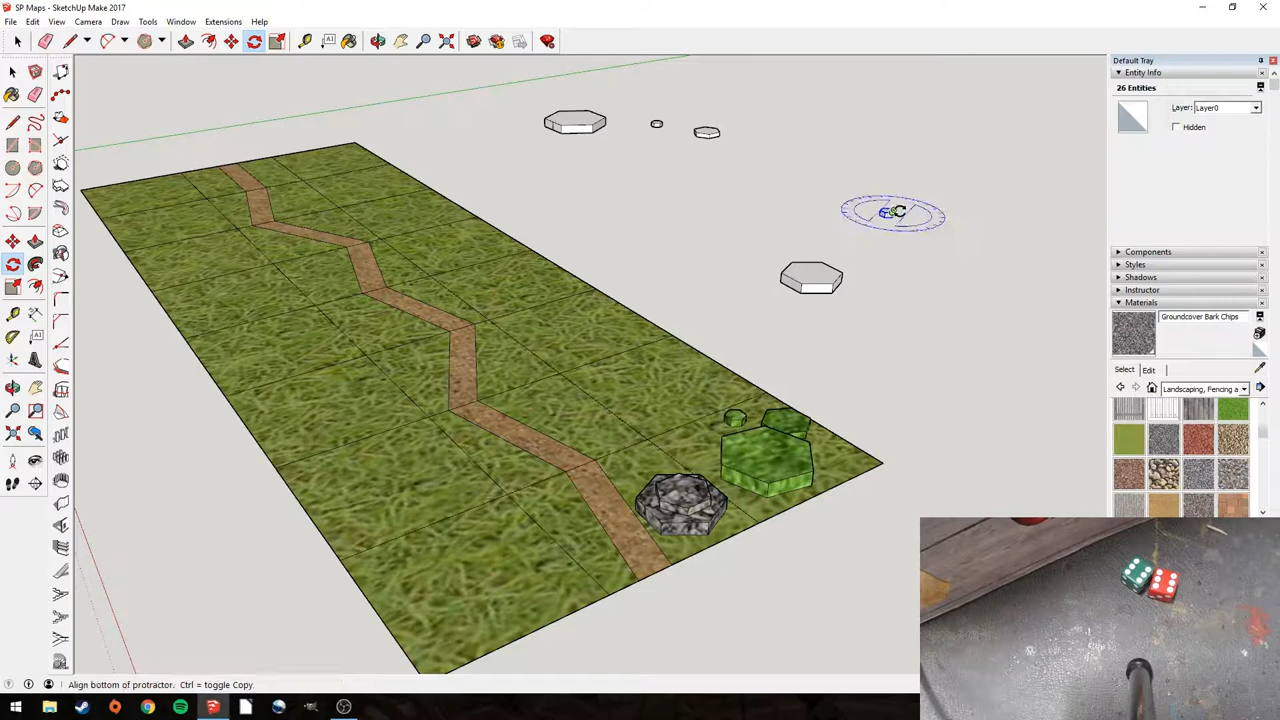 SP Maps - SketchUp Make 2017
File Edit View Camera Draw Tools Window Extensions Help
Default Tray
Entity Info
26 Entities
Layer:
Layer0
Hidden
Components
Styles
Shadows
Instructor
Materials
Groundcover Bark Chips
Select Edit
Landscaping, Fencing a
Align bottom of protractor. Ctrl = toggle Copy.